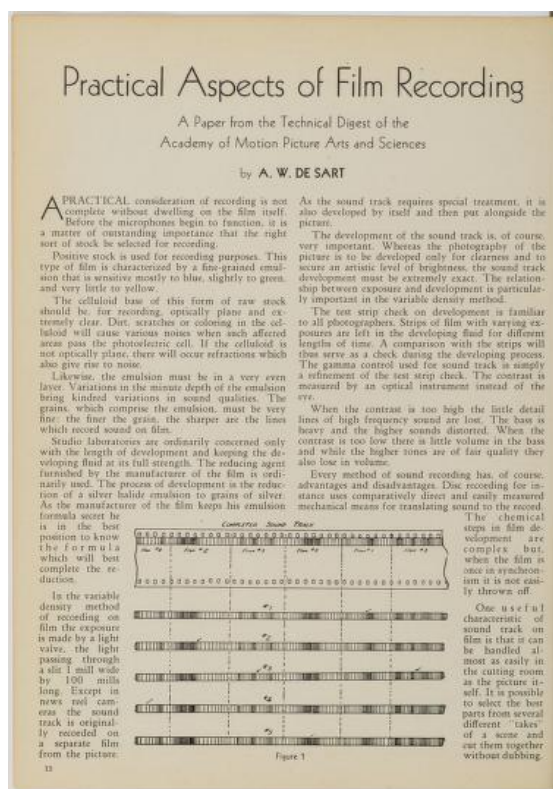 Practical Aspects of Film Recording
A Paper from the Technical Digest of the
Academy of Motion Picture Arts and Sciences
by A. W. DE SART
A PRACTICAL consideration of recording is not
complete without dwelling on the film itself.
Before the microphones begin to function, it is
a matter of outstanding importance that the right
sort of stock be selected for recording.
Positive stock is used for recording purposes. This
type of film is characterized by a fine-grained emul-
sion that is sensitive mostly to blue, slightly to green,
and very little to yellow.
The celluloid base of this form of raw stock
should be, for recording, optically plane and ex-
tremely clear. Dirt, scratches or coloring in the cel-
luloid will cause various noises when such affected
areas pass the photoelectric cell. If the celluloid is
not optically plane, there will occur refractions which
also give rise to noise.
Likewise, the emulsion must be in a very even
layer. Variations in the minute depth of the emulsion
bring kindred variations in sound qualities. The
grains, which comprise the emulsion, must be very
fine; the finer the grain, the sharper are the lines
which record sound on film.
Studio laboratories are ordinarily concerned only
with the length of development and keeping the de-
veloping fluid at its full strength. The reducing agent
furnished by the manufacturer of the film is ordi-
narily used. The process of development is the reduc-
tion of a silver halide emulsion to grains of silver.
As the manufacturer of the film keeps his emulsion
formula secret he
is in the best
position to know
the formula
which will best
complete the re-
duction.
In the variable
density method
of recording on
film the exposure
is made by a light
valve, the light
passing through
a slit 1 mill wide
by 100 mills
long. Except in
news reel cam-
eras the sound
track is original-
ly recorded on
a separate film
from the picture.
As the sound track requires special treatment, it is
also developed by itself and then put alongside the
picture.
The development of the sound track is, of course,
very important. Whereas the photography of the
picture is to be developed only for clearness and to
secure an artistic level of brightness, the sound track
development must be extremely exact. The relation-
ship between exposure and development is particular-
ly important in the variable density method.
The test strip check on development is familiar
to all photographers. Strips of film with varying ex-
posures are left in the developing fluid for different
lengths of time. A comparison with the strips will
thus serve as a check during the developing process.
The gamma control used for sound track is simply
a refinement of the test strip check. The contrast is
measured by an optical instrument instead of the
eye.
When the contrast is too high the little detail
lines of high frequency sound are lost. The bass is
heavy and the higher sounds distorted. When the
contrast is too low there is little volume in the bass
and while the higher tones are of fair quality they
also lose in volume.
Every method of sound recording has, of course,
advantages and disadvantages. Disc recording for in-
stance uses comparatively direct and easily measured
mechanical means for translating sound to the record.
The chemical
steps in film de-
velopment are
complex but,
when the film is
once in synchron-
ism it is not easi-
ly thrown off.
One useful
characteristic of
sound track on
film is that it can
be handled al-
most as easily in
the cutting room
as the picture it-
self. It is possible
to select the best
parts from several
different "takes"
of a scene and
cut them together
without dubbing.
COMPLETED SOUND TRACK
#1
#2
#3
#4
#5
Figure 1